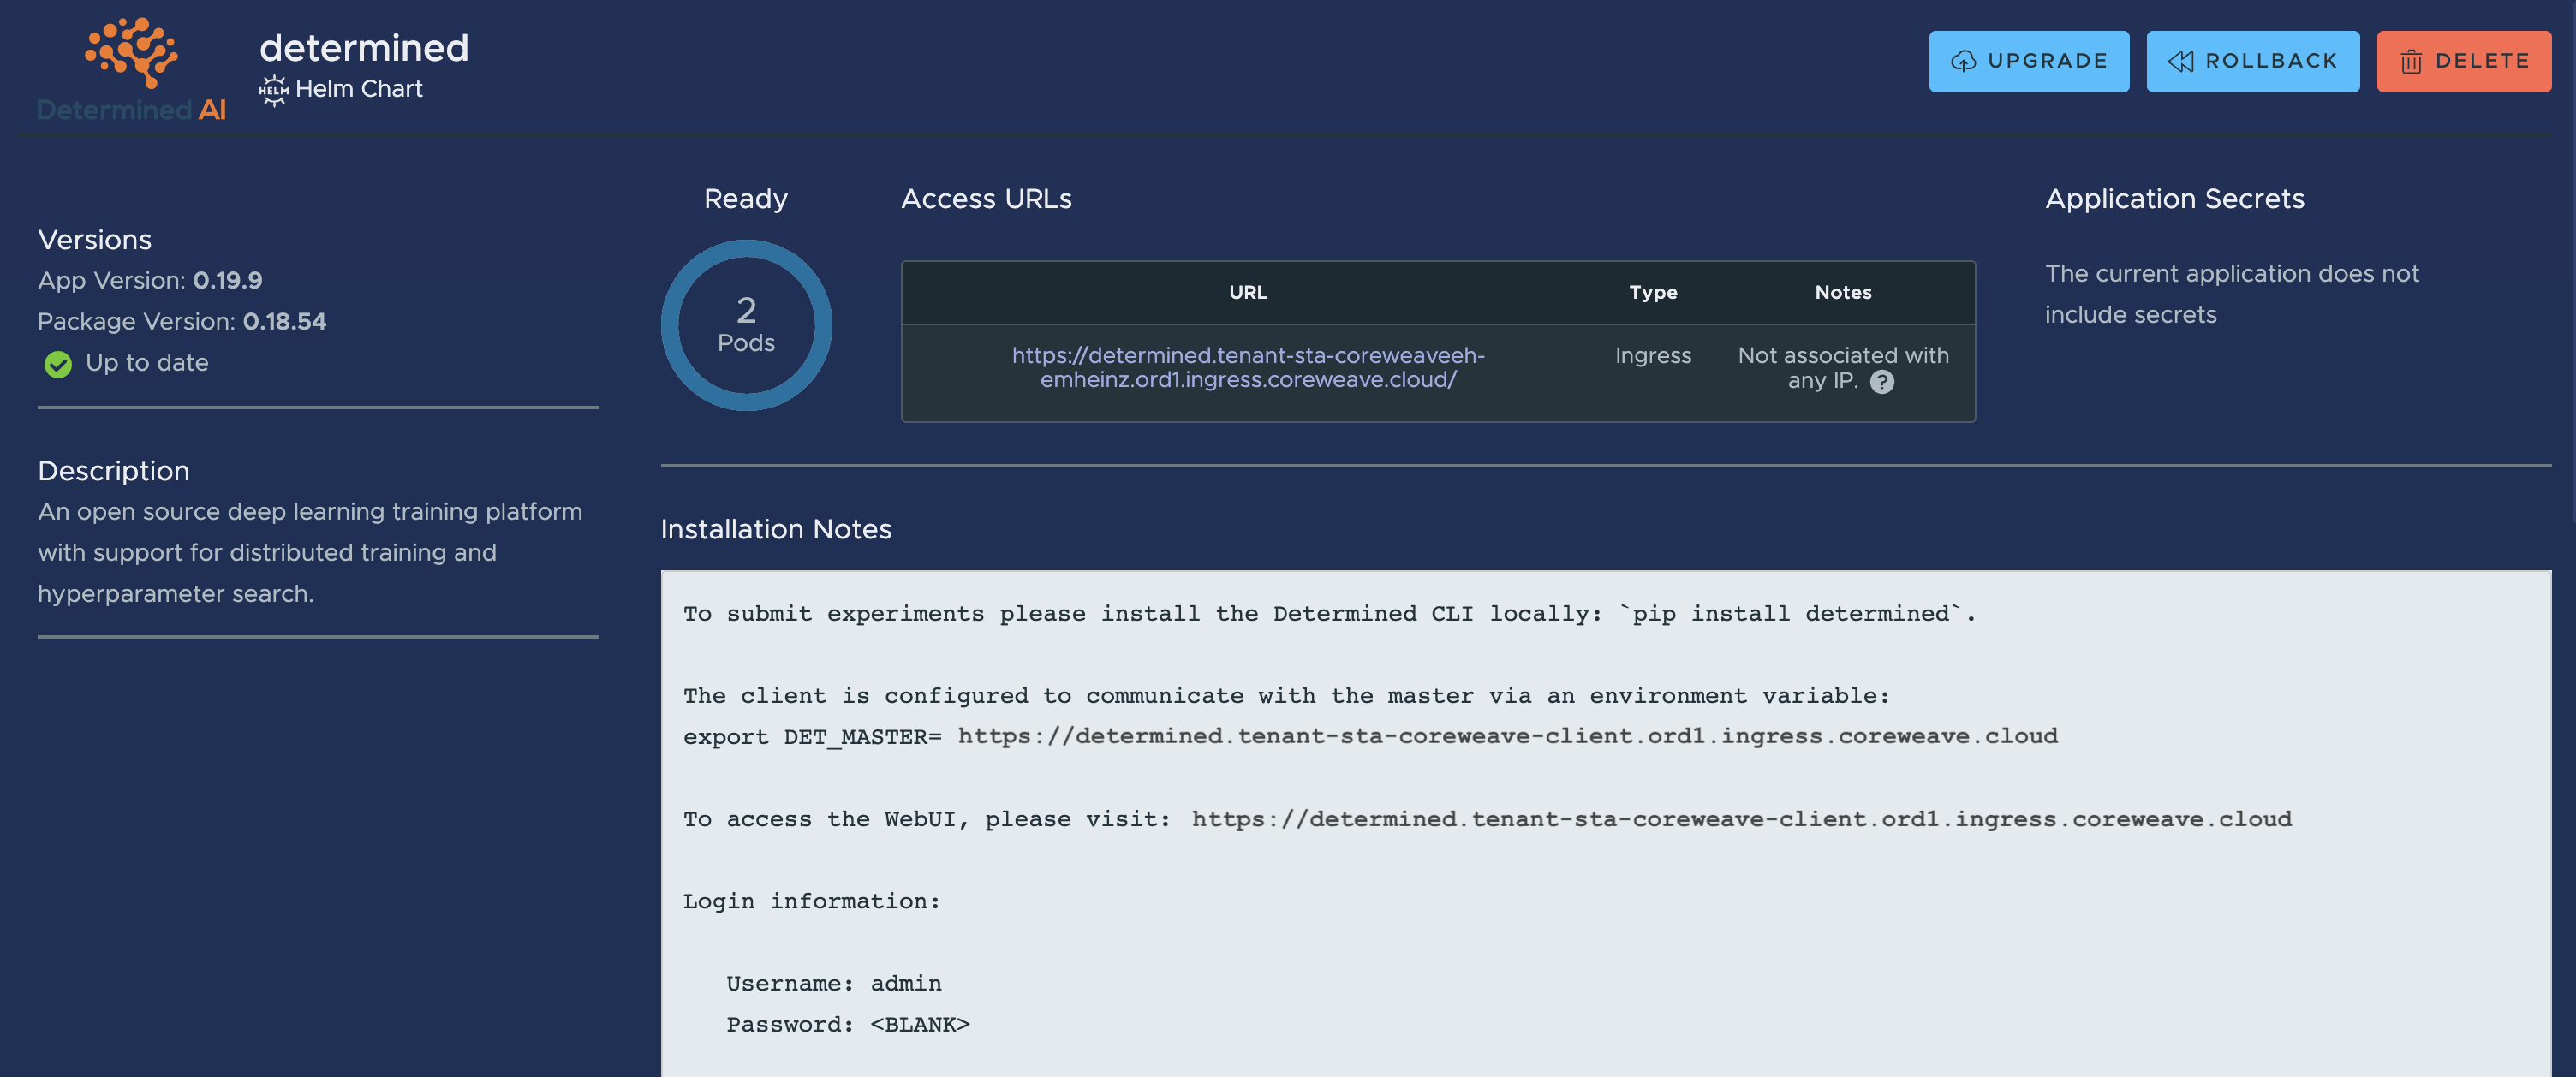 Determined AI
determined
HELM Helm Chart
UPGRADE
ROLLBACK
DELETE
Versions
App Version: 0.19.9
Package Version: 0.18.54
Up to date
Description
An open source deep learning training platform
with support for distributed training and
hyperparameter search.
Ready
2
Pods
Access URLs
URL Type Notes
https://determined.tenant-sta-coreweaveeh-
emheinz.ord1.ingress.coreweave.cloud/
Ingress
Not associated with
any IP. ?
Application Secrets
The current application does not
include secrets
Installation Notes
To submit experiments please install the Determined CLI locally: `pip install determined`.
The client is configured to communicate with the master via an environment variable:
export DET_MASTER= https://determined.tenant-sta-coreweave-client.ord1.ingress.coreweave.cloud
To access the WebUI, please visit: https://determined.tenant-sta-coreweave-client.ord1.ingress.coreweave.cloud
Login information:
Username: admin
Password: <BLANK>